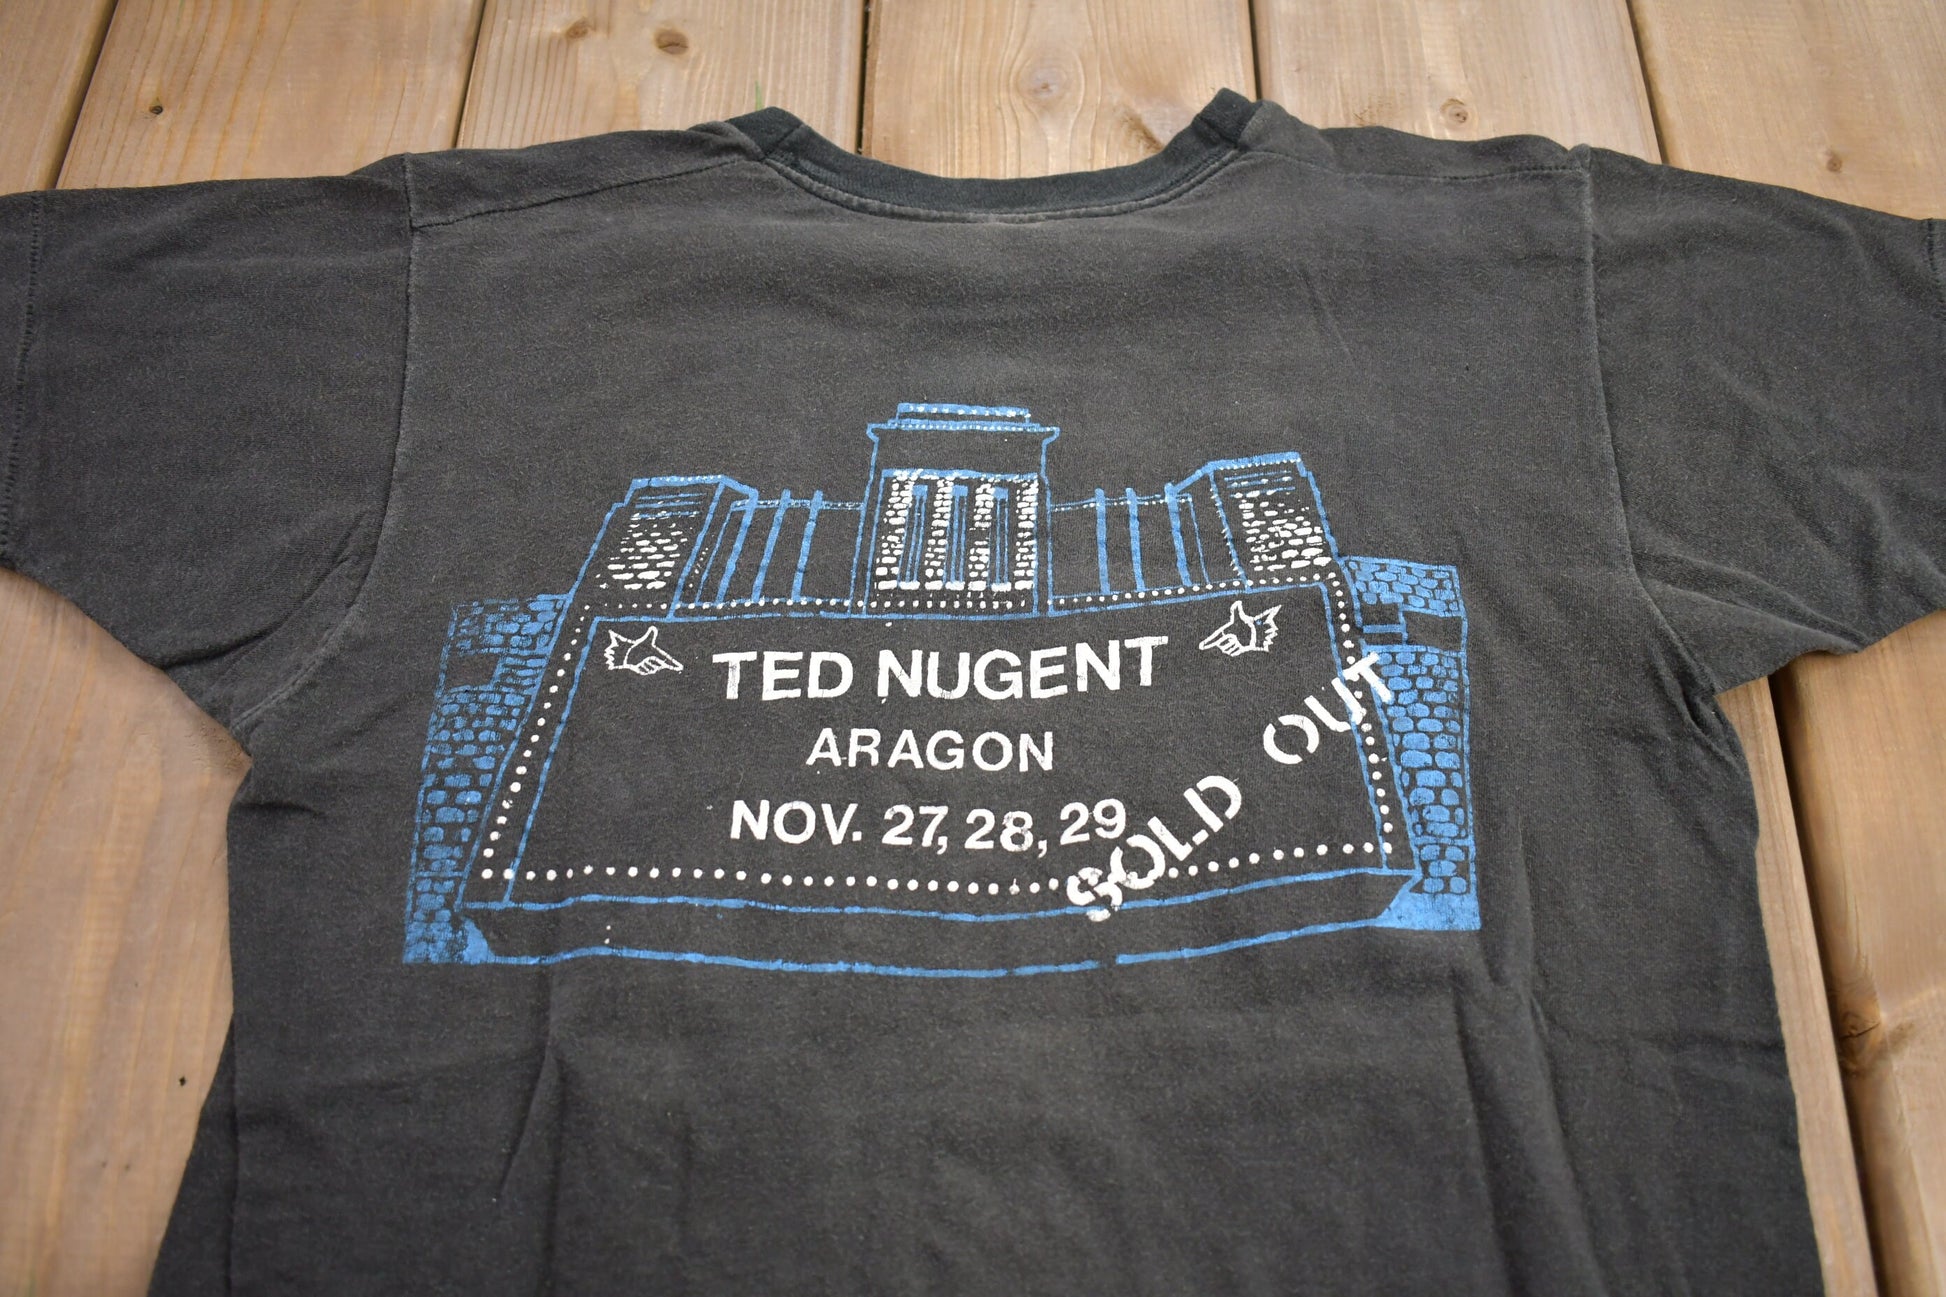 TED NUGENT
ARAGON
NOV. 27, 28, 29
SOLD OUT